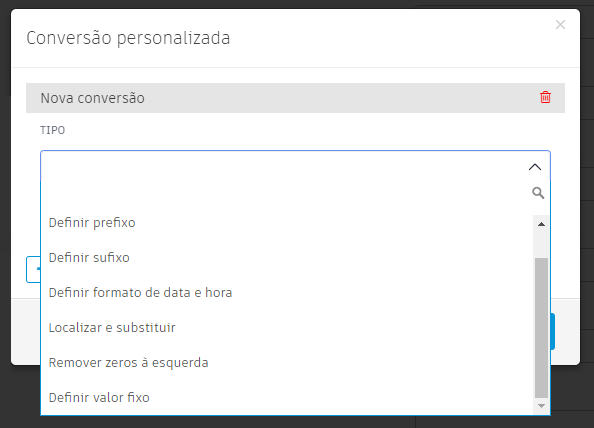 Conversão personalizada
Nova conversão
TIPO
Definir prefixo
Definir sufixo
Definir formato de data e hora
Localizar e substituir
Remover zeros à esquerda
Definir valor fixo